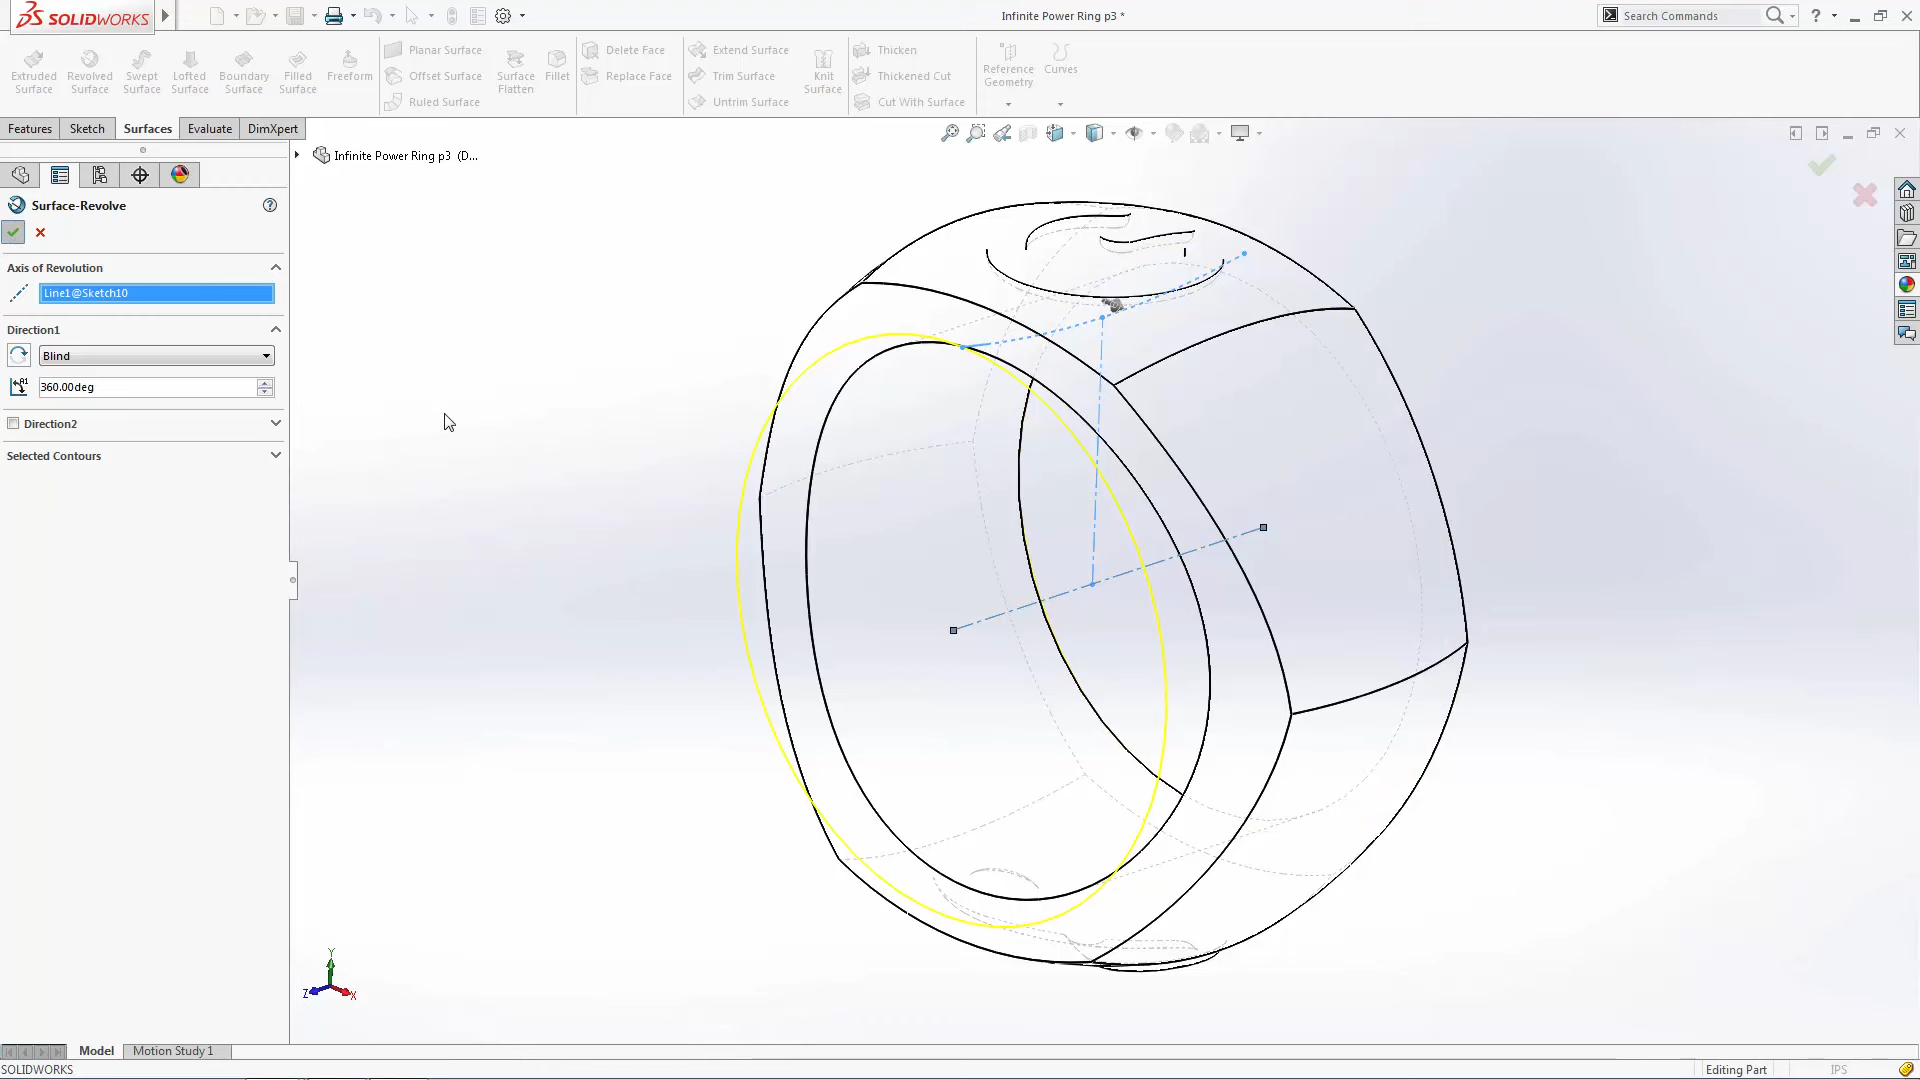 SOLIDWORKS
Infinite Power Ring p3 *
Search Commands
?
Extruded
Surface
Revolved
Surface
Swept
Surface
Lofted
Surface
Boundary
Surface
Filled
Surface
Freeform
Planar Surface
Offset Surface
Ruled Surface
Surface
Flatten
Fillet
Delete Face
Replace Face
Extend Surface
Trim Surface
Untrim Surface
Knit
Surface
Thicken
Thickened Cut
Cut With Surface
Reference
Geometry
Curves
Features
Sketch
Surfaces
Evaluate
DimXpert
Infinite Power Ring p3 (D...
Surface-Revolve
?
Axis of Revolution
Line1@Sketch10
Direction1
Blind
A1
360.00deg
Direction2
Selected Contours
Y
Z
X
Model
Motion Study 1
SOLIDWORKS
Editing Part
IPS